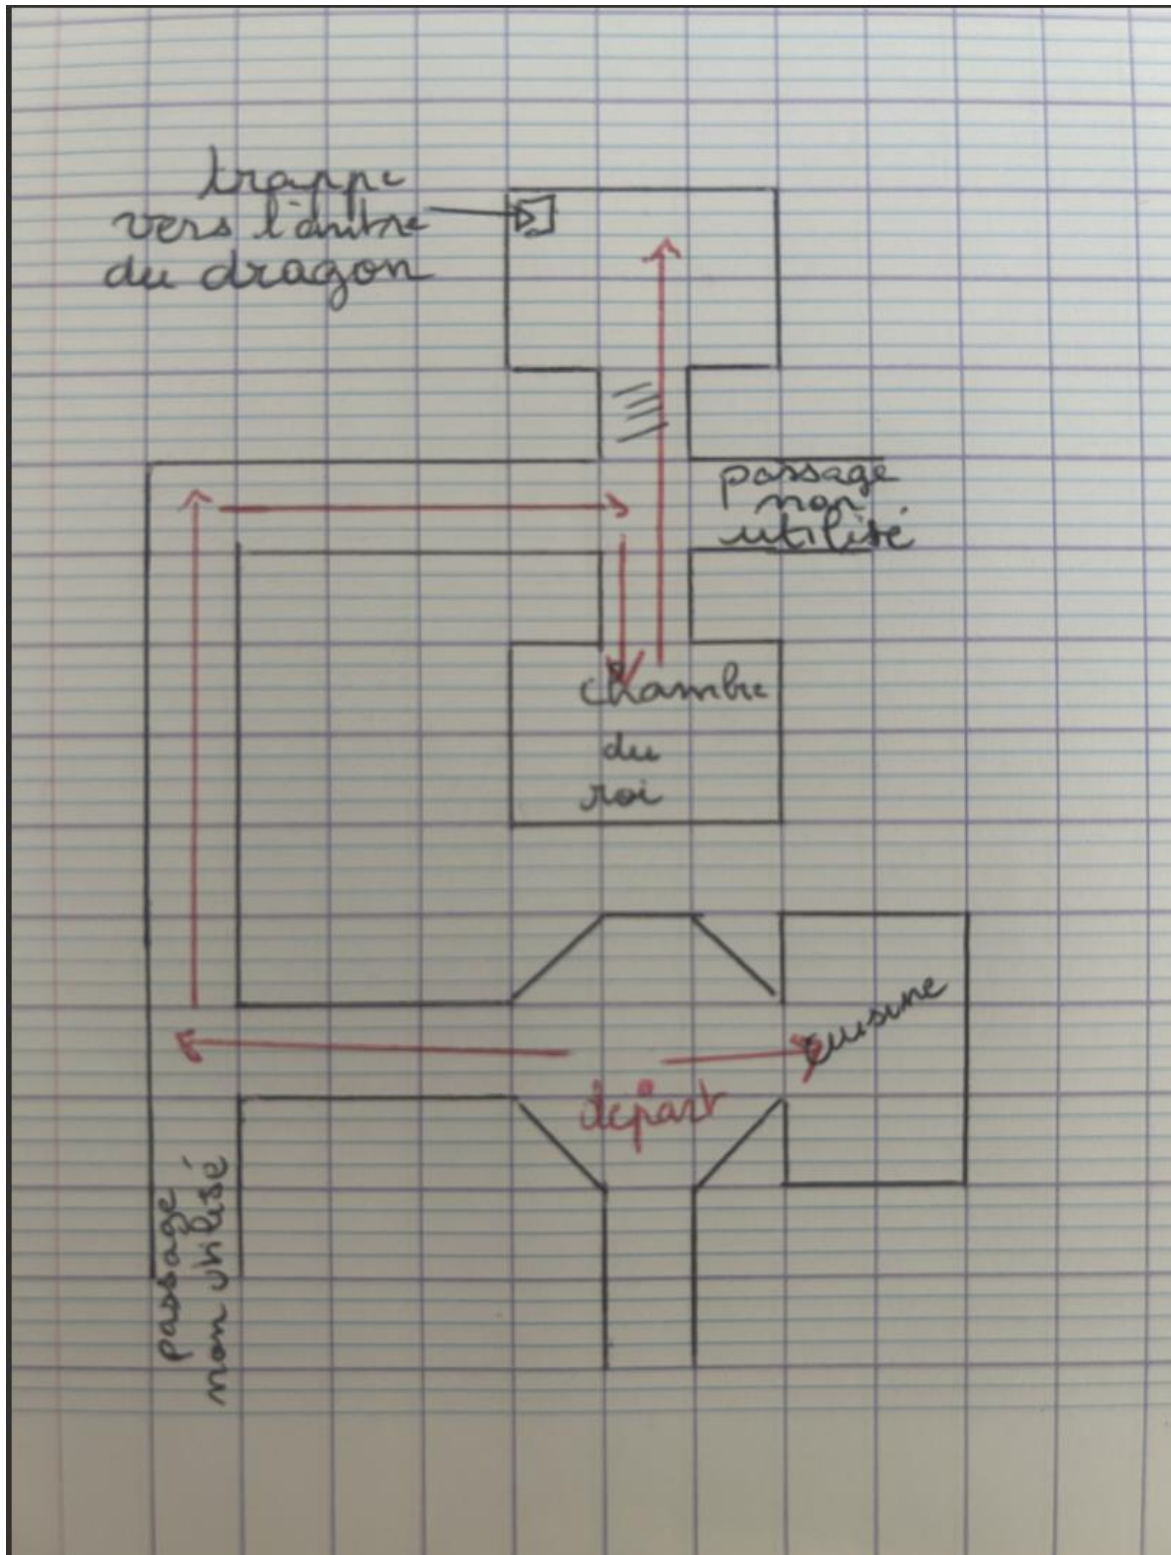 trappe
vers l'antre
du dragon
passage
non
utilisé
chambre
du
roi
cuisine
départ
passage
non utilisé